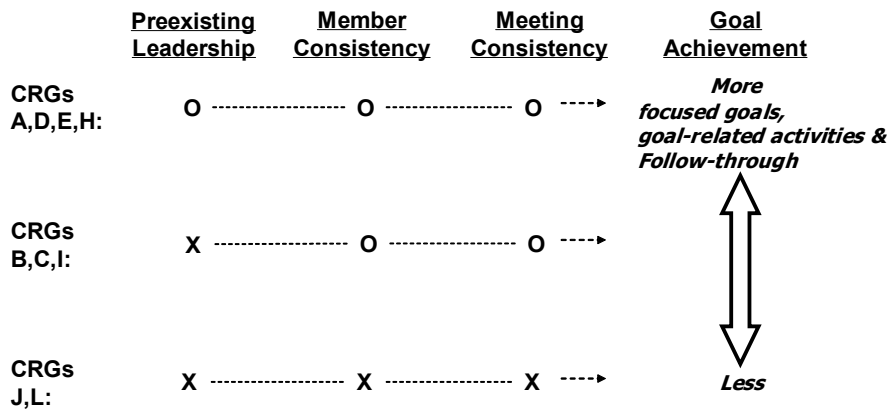 Preexisting Member Meeting Goal
Leadership Consistency Consistency Achievement
CRGs
A,D,E,H:
O O O
More
focused goals,
goal-related activities &
Follow-through
CRGs
B,C,I:
X O O
CRGs
J,L:
X X X
Less